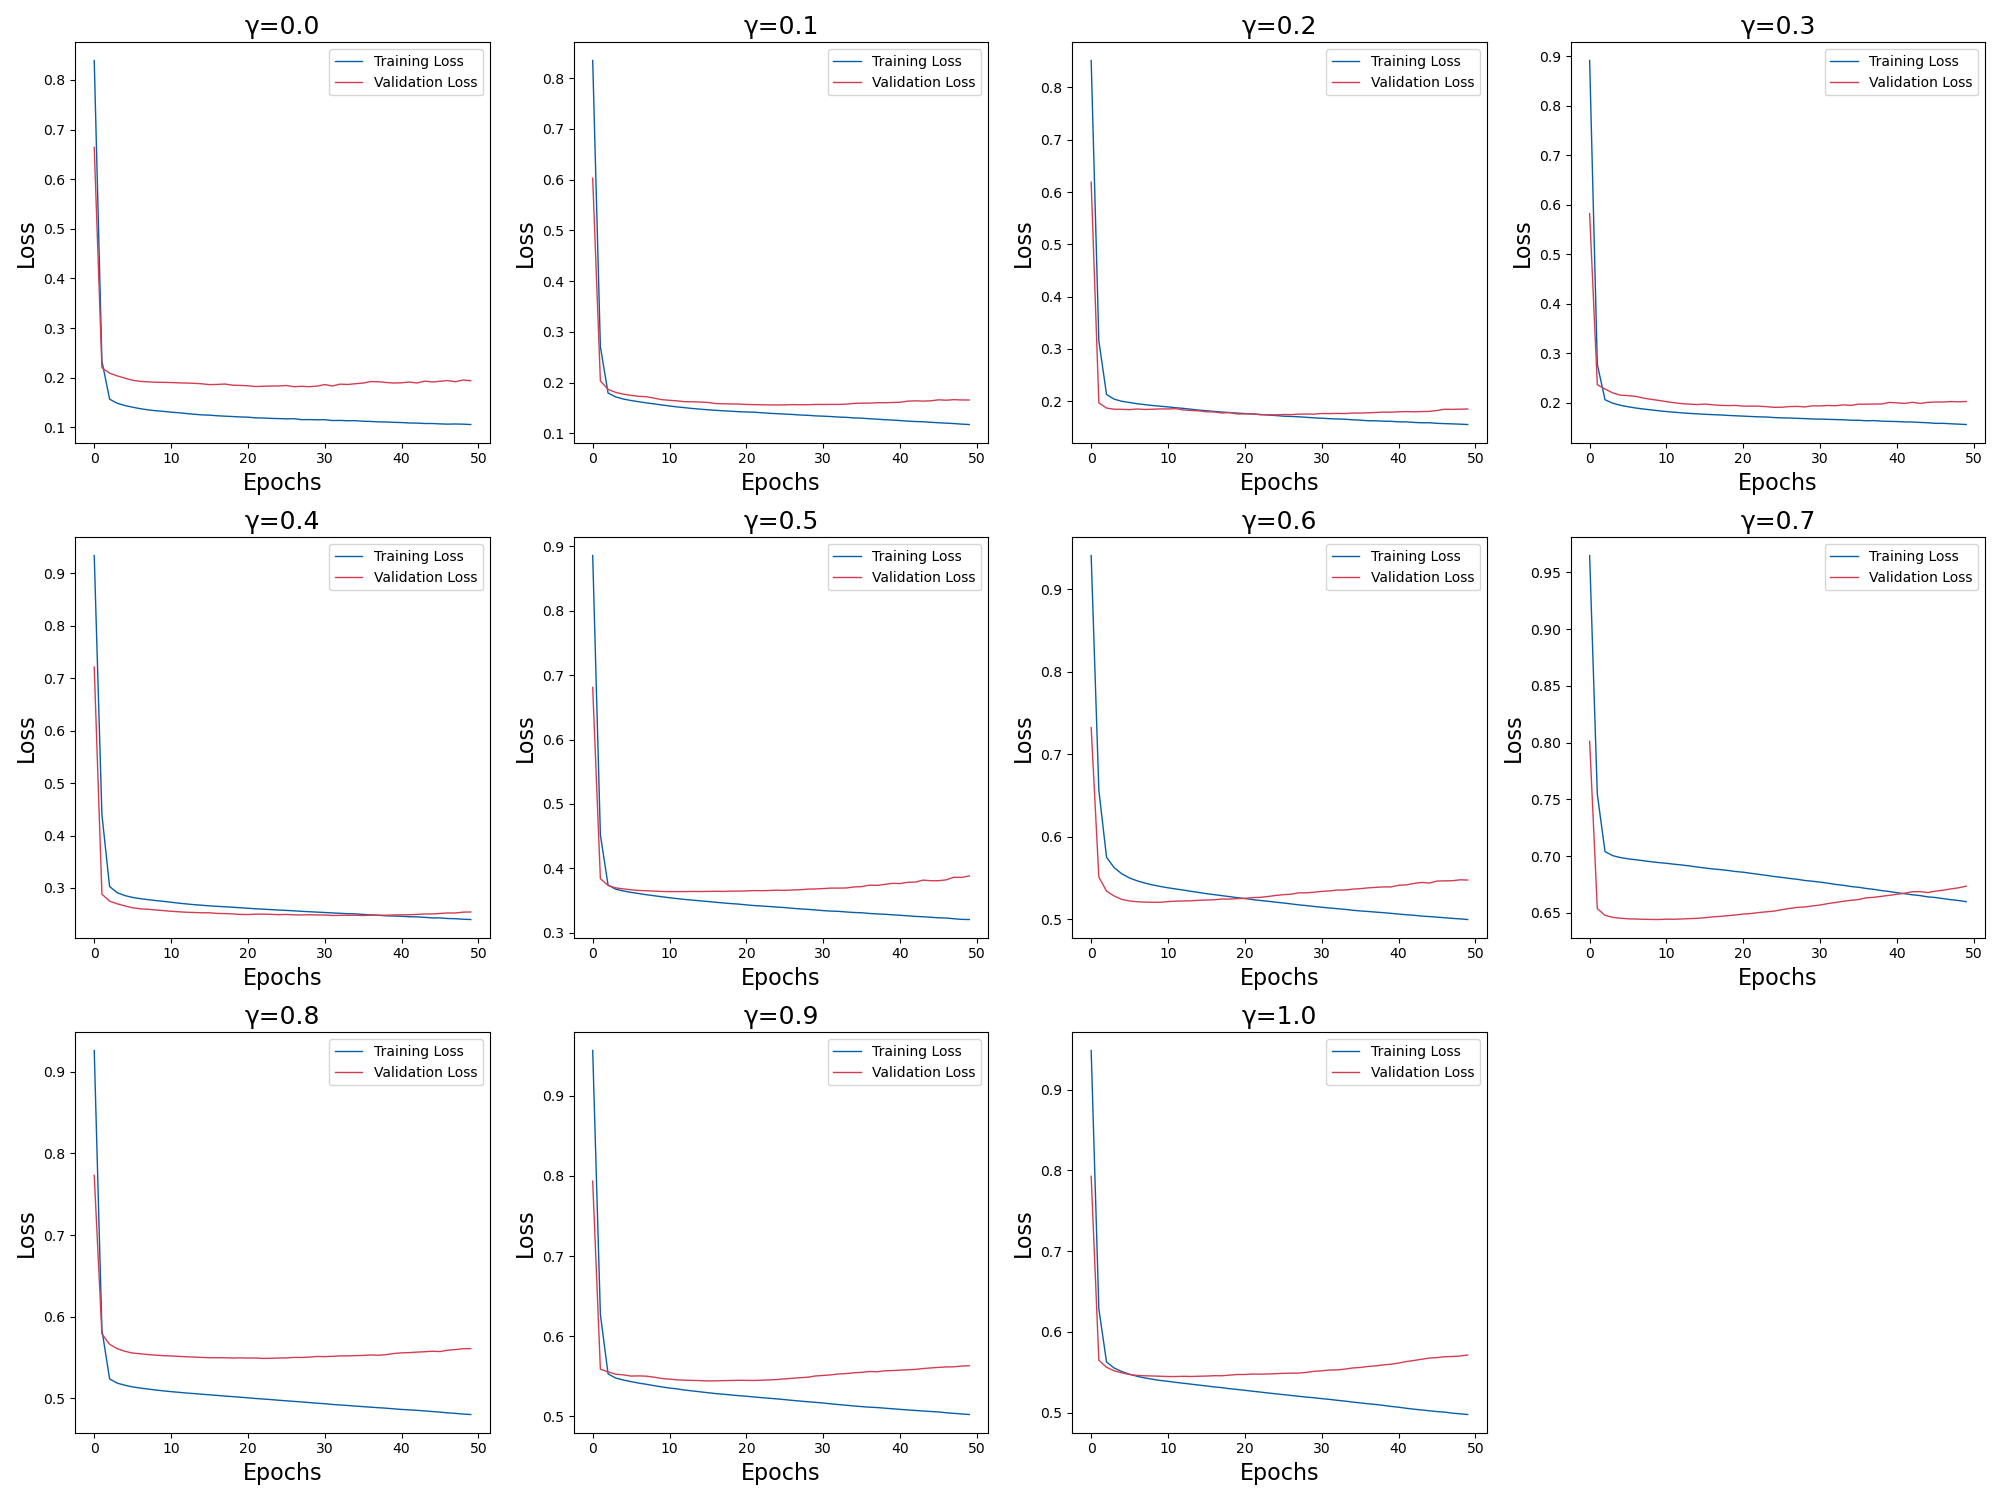 γ=0.0
Training Loss
Validation Loss
0.8
0.7
0.6
0.5
0.4
0.3
0.2
0.1
Loss
0 10 20 30 40 50
Epochs
γ=0.1
Training Loss
Validation Loss
0.8
0.7
0.6
0.5
0.4
0.3
0.2
0.1
Loss
0 10 20 30 40 50
Epochs
γ=0.2
Training Loss
Validation Loss
0.8
0.7
0.6
0.5
0.4
0.3
0.2
Loss
0 10 20 30 40 50
Epochs
γ=0.3
Training Loss
Validation Loss
0.9
0.8
0.7
0.6
0.5
0.4
0.3
0.2
Loss
0 10 20 30 40 50
Epochs
γ=0.4
Training Loss
Validation Loss
0.9
0.8
0.7
0.6
0.5
0.4
0.3
Loss
0 10 20 30 40 50
Epochs
γ=0.5
Training Loss
Validation Loss
0.9
0.8
0.7
0.6
0.5
0.4
0.3
Loss
0 10 20 30 40 50
Epochs
γ=0.6
Training Loss
Validation Loss
0.9
0.8
0.7
0.6
0.5
Loss
0 10 20 30 40 50
Epochs
γ=0.7
Training Loss
Validation Loss
0.95
0.90
0.85
0.80
0.75
0.70
0.65
Loss
0 10 20 30 40 50
Epochs
γ=0.8
Training Loss
Validation Loss
0.9
0.8
0.7
0.6
0.5
Loss
0 10 20 30 40 50
Epochs
γ=0.9
Training Loss
Validation Loss
0.9
0.8
0.7
0.6
0.5
Loss
0 10 20 30 40 50
Epochs
γ=1.0
Training Loss
Validation Loss
0.9
0.8
0.7
0.6
0.5
Loss
0 10 20 30 40 50
Epochs